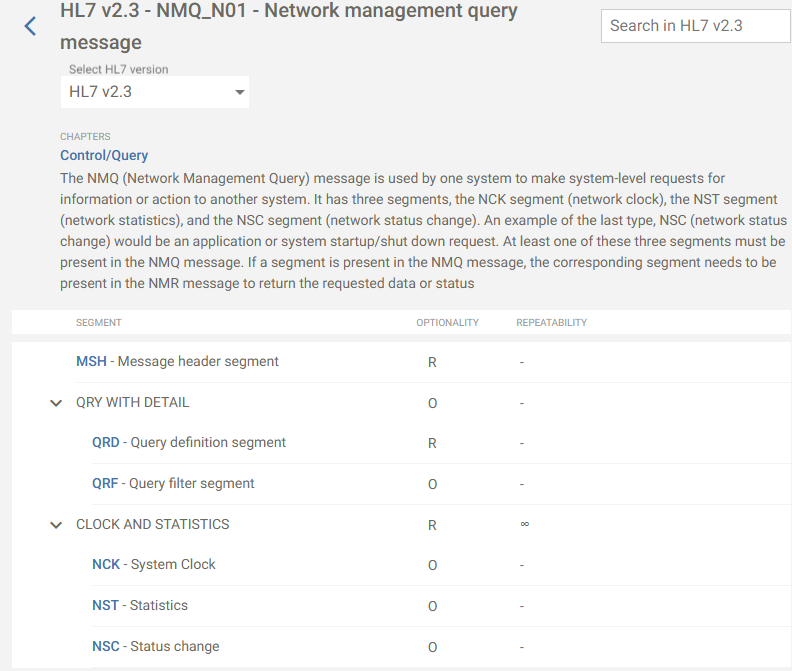 HL7 v2.3 - NMQ_N01 - Network management query
message
Search in HL7 v2.3
Select HL7 version
HL7 v2.3
CHAPTERS
Control/Query
The NMQ (Network Management Query) message is used by one system to make system-level requests for
information or action to another system. It has three segments, the NCK segment (network clock), the NST segment
(network statistics), and the NSC segment (network status change). An example of the last type, NSC (network status
change) would be an application or system startup/shut down request. At least one of these three segments must be
present in the NMQ message. If a segment is present in the NMQ message, the corresponding segment needs to be
present in the NMR message to return the requested data or status
SEGMENT OPTIONALITY REPEATABILITY
MSH - Message header segment R -
QRY WITH DETAIL O -
QRD - Query definition segment R -
QRF - Query filter segment O -
CLOCK AND STATISTICS R ∞
NCK - System Clock O -
NST - Statistics O -
NSC - Status change O -